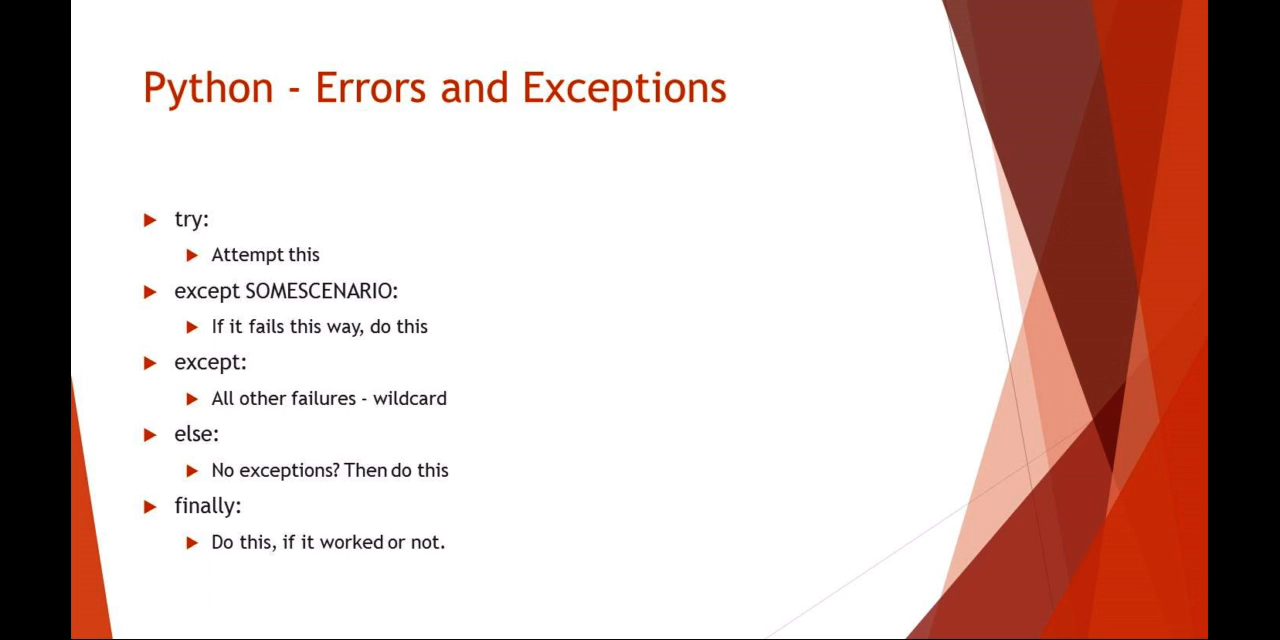 Python - Errors and Exceptions
try:
Attempt this
except SOMESCENARIO:
If it fails this way, do this
except:
All other failures - wildcard
else:
No exceptions? Then do this
finally:
Do this, if it worked or not.